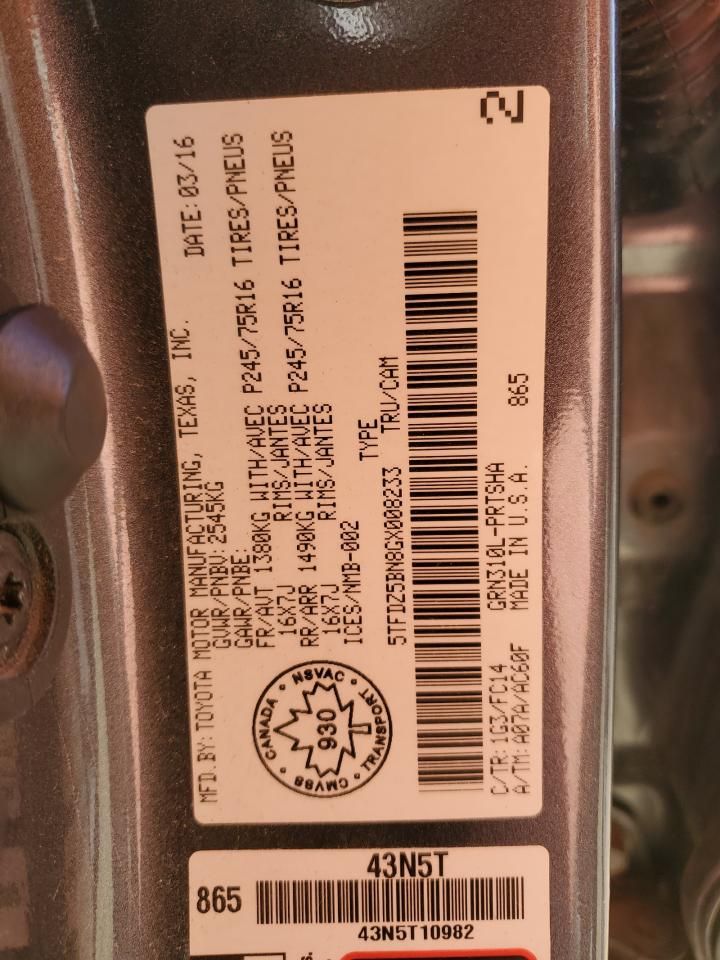 MFD.BY:TOYOTA MOTOR MANUFACTURING, TEXAS, INC. DATE:03/16
GVWR/PNBV:2545KG
GAWR/PNBE:
FR/AVT 1380KG WITH/AVEC P245/75R16 TIRES/PNEUS
16X7J RIMS/JANTES
RR/ARR 1490KG WITH/AVEC P245/75R16 TIRES/PNEUS
16X7J RIMS/JANTES
ICES/NMB-002
TYPE
5TFDZ5BN8GX008233 TRU/CAM
C/TR:1G3/FC14 GRN310L-PRTSHA 865
A/TM:A07A/AC60F MADE IN U.S.A.
2
CANADA • NSVAC • TRANSPORT • CMVSS
930
43N5T
865
43N5T10982